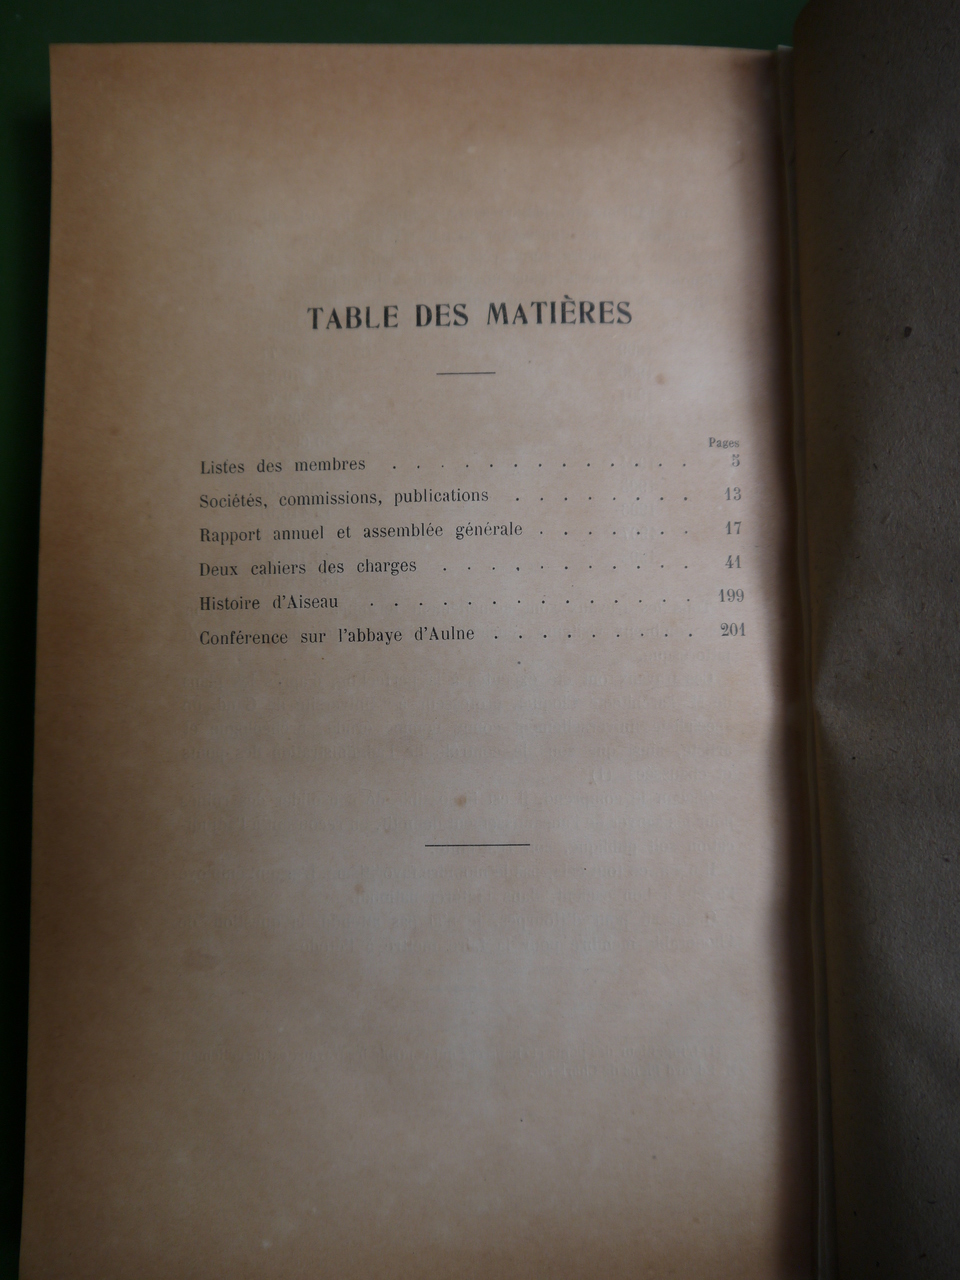 TABLE DES MATIÈRES
Pages
Listes des membres . . . . . . . . . . . . . 5
Sociétés, commissions, publications . . . . . . . . 13
Rapport annuel et assemblée générale . . . . . . . 17
Deux cahiers des charges . . . . . . . . . . . 41
Histoire d'Aiseau . . . . . . . . . . . . . . 199
Conférence sur l'abbaye d'Aulne . . . . . . . . . 201